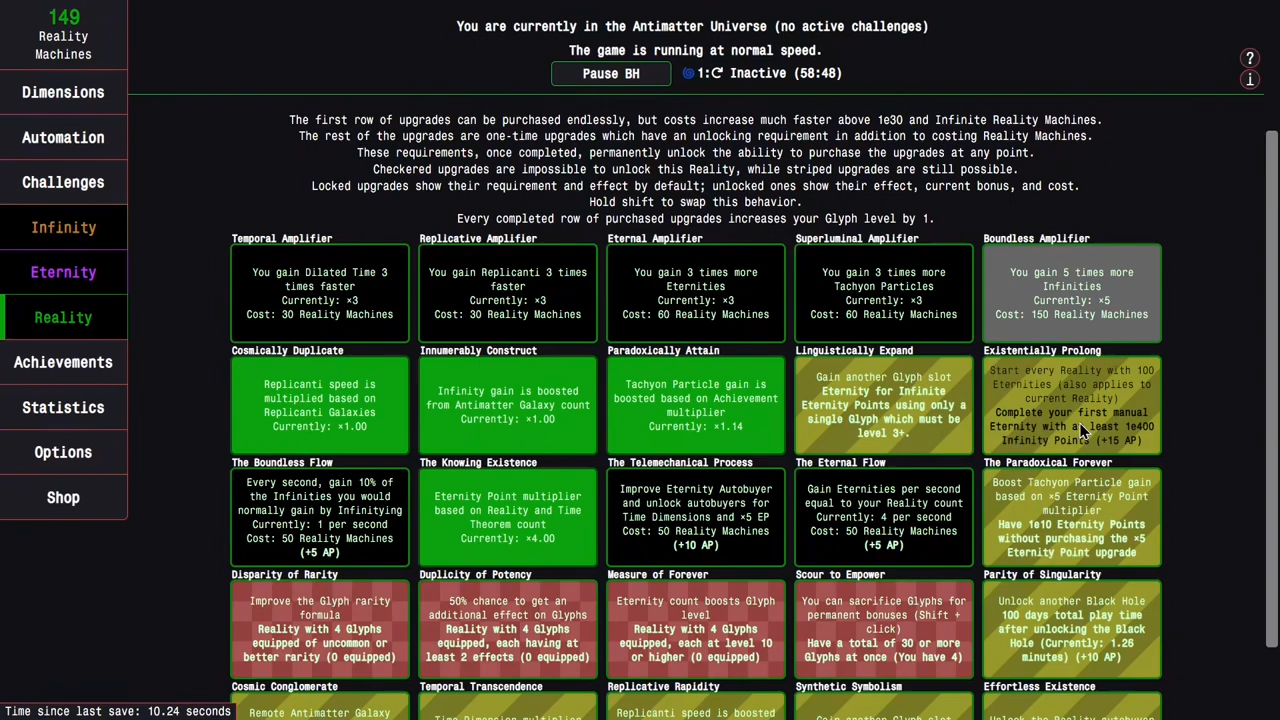 149
Reality
Machines
Dimensions
Automation
Challenges
Infinity
Eternity
Reality
Achievements
Statistics
Options
Shop
You are currently in the Antimatter Universe (no active challenges)
The game is running at normal speed.
Pause BH
🌀1:↻ Inactive (58:48)
?
i
The first row of upgrades can be purchased endlessly, but costs increase much faster above 1e30 and Infinite Reality Machines.
The rest of the upgrades are one-time upgrades which have an unlocking requirement in addition to costing Reality Machines.
These requirements, once completed, permanently unlock the ability to purchase the upgrades at any point.
Checkered upgrades are impossible to unlock this Reality, while striped upgrades are still possible.
Locked upgrades show their requirement and effect by default; unlocked ones show their effect, current bonus, and cost.
Hold shift to swap this behavior.
Every completed row of purchased upgrades increases your Glyph level by 1.
Temporal Amplifier
You gain Dilated Time 3
times faster
Currently: ×3
Cost: 30 Reality Machines
Replicative Amplifier
You gain Replicanti 3 times
faster
Currently: ×3
Cost: 30 Reality Machines
Eternal Amplifier
You gain 3 times more
Eternities
Currently: ×3
Cost: 60 Reality Machines
Superluminal Amplifier
You gain 3 times more
Tachyon Particles
Currently: ×3
Cost: 60 Reality Machines
Boundless Amplifier
You gain 5 times more
Infinities
Currently: ×5
Cost: 150 Reality Machines
Cosmically Duplicate
Replicanti speed is
multiplied based on
Replicanti Galaxies
Currently: ×1.00
Innumerably Construct
Infinity gain is boosted
from Antimatter Galaxy count
Currently: ×1.00
Paradoxically Attain
Tachyon Particle gain is
boosted based on Achievement
multiplier
Currently: ×1.14
Linguistically Expand
Gain another Glyph slot
Eternity for Infinite
Eternity Points using only a
single Glyph which must be
level 3+.
Existentially Prolong
Start every Reality with 100
Eternities (also applies to
current Reality)
Complete your first manual
Eternity with at least 1e400
Infinity Points (+15 AP)
The Boundless Flow
Every second, gain 10% of
the Infinities you would
normally gain by Infinitying
Currently: 1 per second
Cost: 50 Reality Machines
(+5 AP)
The Knowing Existence
Eternity Point multiplier
based on Reality and Time
Theorem count
Currently: ×4.00
The Telemechanical Process
Improve Eternity Autobuyer
and unlock autobuyers for
Time Dimensions and ×5 EP
Cost: 50 Reality Machines
(+10 AP)
The Eternal Flow
Gain Eternities per second
equal to your Reality count
Currently: 4 per second
Cost: 50 Reality Machines
(+5 AP)
The Paradoxical Forever
Boost Tachyon Particle gain
based on ×5 Eternity Point
multiplier
Have 1e10 Eternity Points
without purchasing the ×5
Eternity Point upgrade
Disparity of Rarity
Improve the Glyph rarity
formula
Reality with 4 Glyphs
equipped of uncommon or
better rarity (0 equipped)
Duplicity of Potency
50% chance to get an
additional effect on Glyphs
Reality with 4 Glyphs
equipped, each having at
least 2 effects (0 equipped)
Measure of Forever
Eternity count boosts Glyph
level
Reality with 4 Glyphs
equipped, each at level 10
or higher (0 equipped)
Scour to Empower
You can sacrifice Glyphs for
permanent bonuses (Shift +
click)
Have a total of 30 or more
Glyphs at once (You have 4)
Parity of Singularity
Unlock another Black Hole
100 days total play time
after unlocking the Black
Hole (Currently: 1.26
minutes) (+10 AP)
Cosmic Conglomerate
Remote Antimatter Galaxy
Temporal Transcendence
Time Dimension multiplier
Replicative Rapidity
Replicanti speed is boosted
Synthetic Symbolism
Gain another Glyph slot
Effortless Existence
Unlock the Reality autobuyer
Time since last save: 10.24 seconds